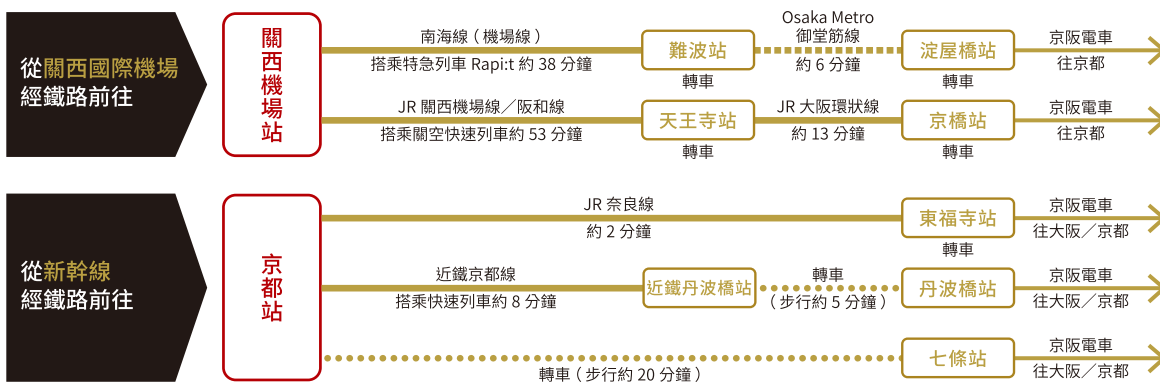 從關西國際機場
經鐵路前往
關西機場站
南海線（機場線）
搭乘特急列車 Rapi:t 約 38 分鐘
難波站
轉車
Osaka Metro
御堂筋線
約 6 分鐘
淀屋橋站
轉車
京阪電車
往京都
JR 關西機場線／阪和線
搭乘關空快速列車約 53 分鐘
天王寺站
轉車
JR 大阪環狀線
約 13 分鐘
京橋站
轉車
京阪電車
往京都
從新幹線
經鐵路前往
京都站
JR 奈良線
約 2 分鐘
東福寺站
轉車
京阪電車
往大阪／京都
近鐵京都線
搭乘快速列車約 8 分鐘
近鐵丹波橋站
轉車
（步行約 5 分鐘）
丹波橋站
京阪電車
往大阪／京都
轉車（步行約 20 分鐘）
七條站
京阪電車
往大阪／京都